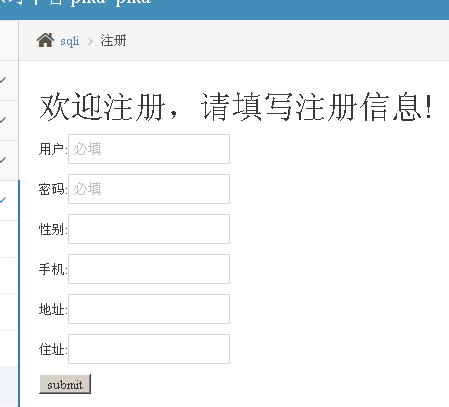 pika~pika
sqli > 注册
欢迎注册，请填写注册信息!
用户: 必填
密码: 必填
性别:
手机:
地址:
住址:
submit